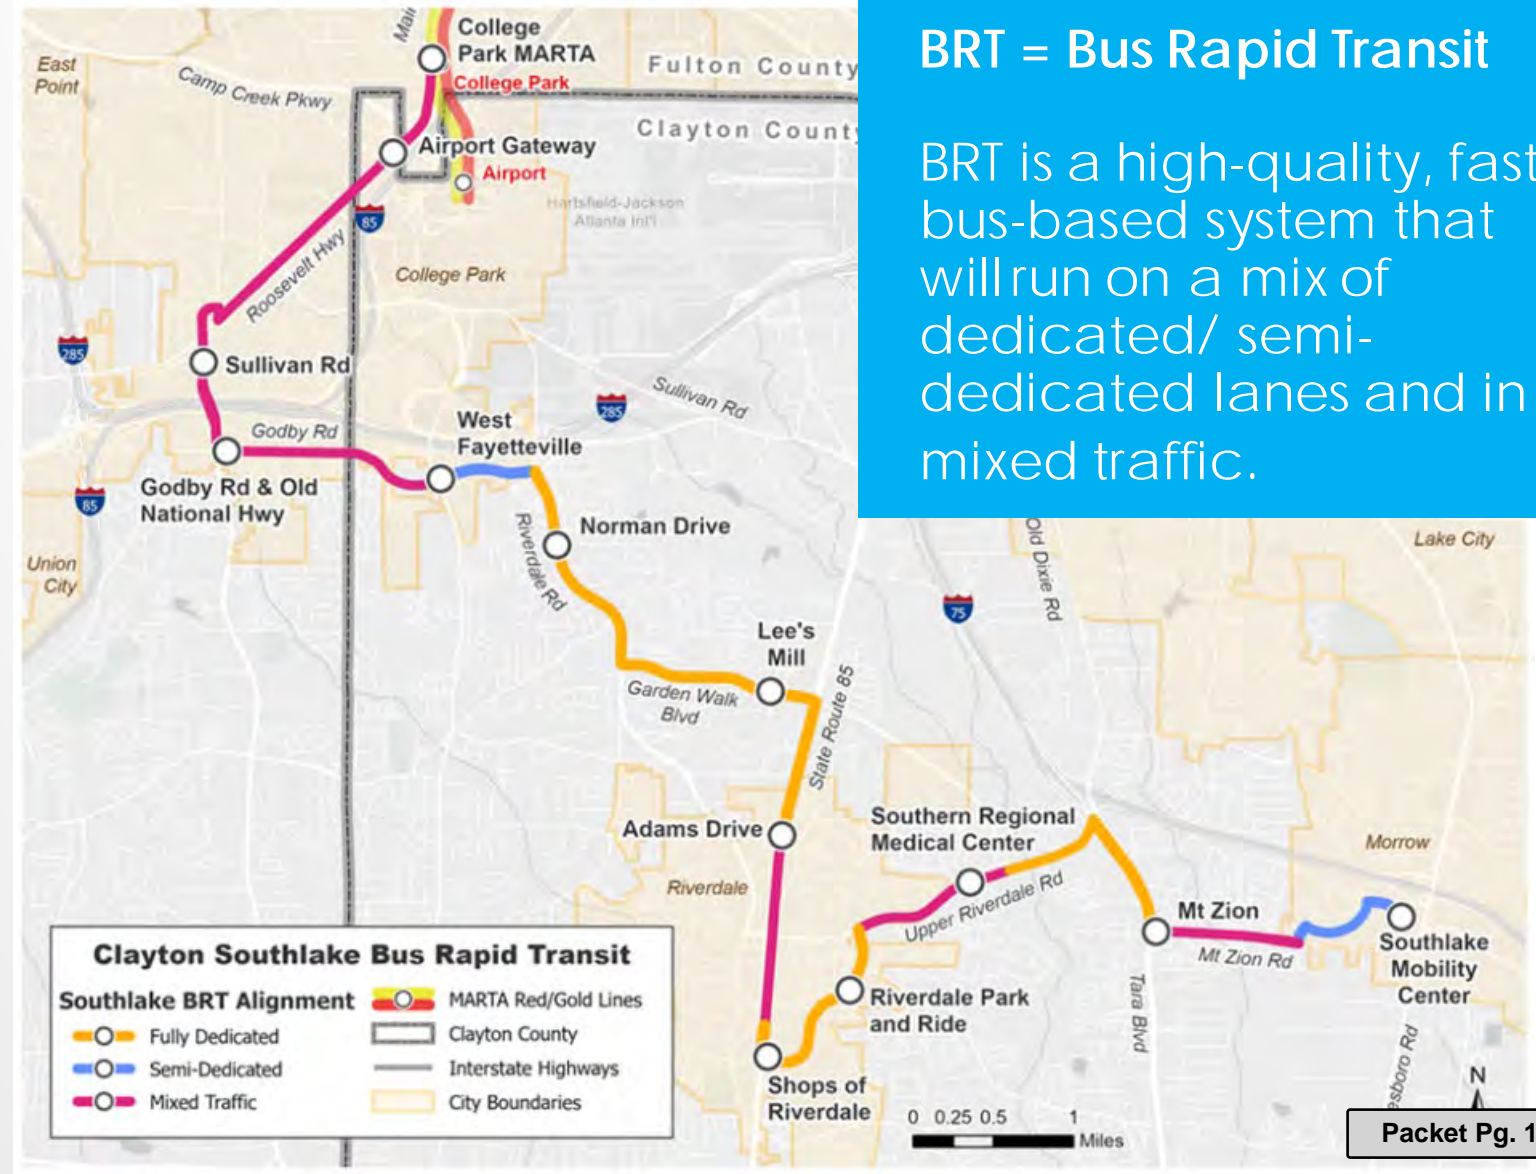 BRT = Bus Rapid Transit
BRT is a high-quality, fast
bus-based system that
will run on a mix of
dedicated/ semi-
dedicated lanes and in
mixed traffic.
College
Park MARTA
College Park
East
Point
Camp Creek Pkwy
Fulton County
Clayton County
Airport Gateway
Airport
Hartsfield-Jackson
Atlanta Int'l
85
Roosevelt Hwy
College Park
285
Sullivan Rd
285
Sullivan Rd
Godby Rd
West
Fayetteville
85
Godby Rd & Old
National Hwy
Norman Drive
Riverdale Rd
Union
City
Old Dixie Rd
Lake City
75
Lee's
Mill
Garden Walk
Blvd
State Route 85
Adams Drive
Southern Regional
Medical Center
Upper Riverdale Rd
Riverdale
Morrow
Mt Zion
Mt Zion Rd
Southlake
Mobility
Center
Tara Blvd
Riverdale Park
and Ride
Shops of
Riverdale
Clayton Southlake Bus Rapid Transit
Southlake BRT Alignment
Fully Dedicated
Semi-Dedicated
Mixed Traffic
MARTA Red/Gold Lines
Clayton County
Interstate Highways
City Boundaries
0 0.25 0.5 1
Miles
esboro Rd
N
Packet Pg. 1